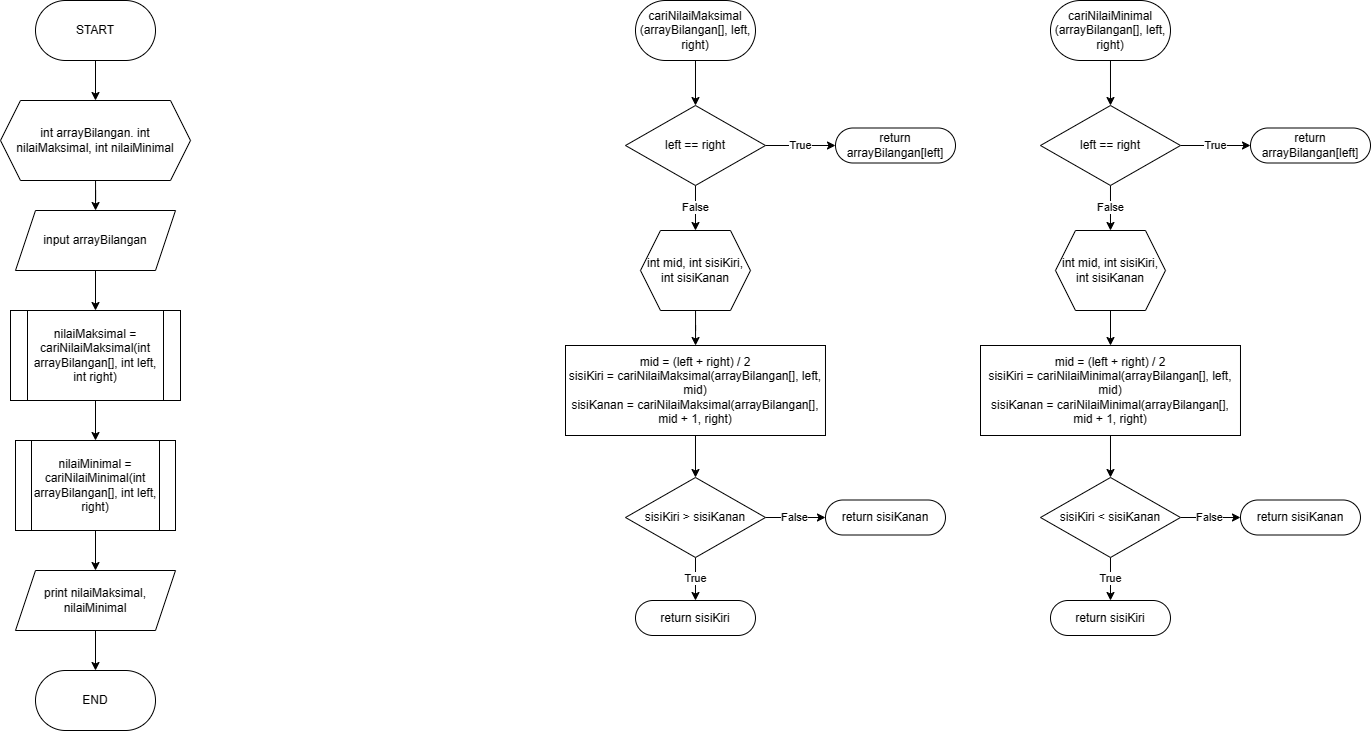 START
int arrayBilangan. int
nilaiMaksimal, int nilaiMinimal
input arrayBilangan
nilaiMaksimal =
cariNilaiMaksimal(int
arrayBilangan[], int left,
int right)
nilaiMinimal =
cariNilaiMinimal(int
arrayBilangan[], int left,
right)
print nilaiMaksimal,
nilaiMinimal
END
cariNilaiMaksimal
(arrayBilangan[], left,
right)
left == right
True
return
arrayBilangan[left]
False
int mid, int sisiKiri,
int sisiKanan
mid = (left + right) / 2
sisiKiri = cariNilaiMaksimal(arrayBilangan[], left,
mid)
sisiKanan = cariNilaiMaksimal(arrayBilangan[],
mid + 1, right)
sisiKiri > sisiKanan
False
return sisiKanan
True
return sisiKiri
cariNilaiMinimal
(arrayBilangan[], left,
right)
left == right
True
return
arrayBilangan[left]
False
int mid, int sisiKiri,
int sisiKanan
mid = (left + right) / 2
sisiKiri = cariNilaiMinimal(arrayBilangan[], left,
mid)
sisiKanan = cariNilaiMinimal(arrayBilangan[],
mid + 1, right)
sisiKiri < sisiKanan
False
return sisiKanan
True
return sisiKiri